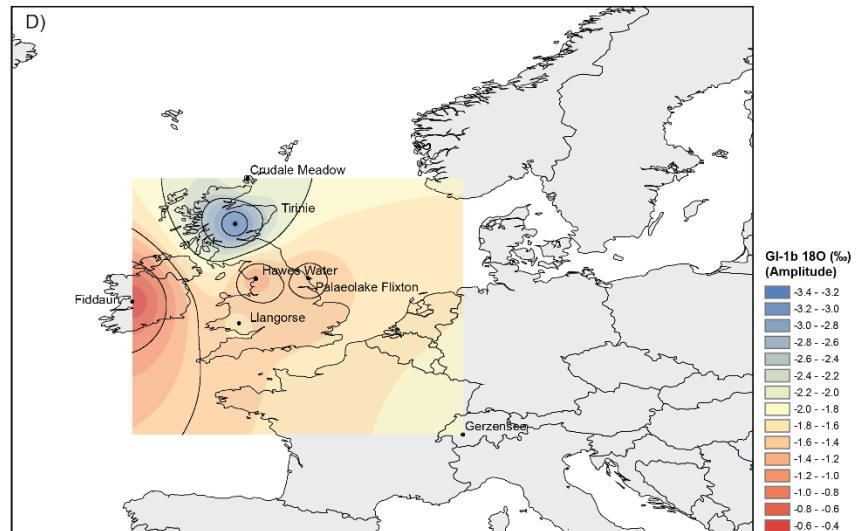 D)
Crudale Meadow
Tirinie
Hawes Water
Palaeolake Flixton
Fiddaun
Llangorse
Gerzensee
GI-1b 18O (‰)
(Amplitude)
-3.4 - -3.2
-3.2 - -3.0
-3.0 - -2.8
-2.8 - -2.6
-2.6 - -2.4
-2.4 - -2.2
-2.2 - -2.0
-2.0 - -1.8
-1.8 - -1.6
-1.6 - -1.4
-1.4 - -1.2
-1.2 - -1.0
-1.0 - -0.8
-0.8 - -0.6
-0.6 - -0.4